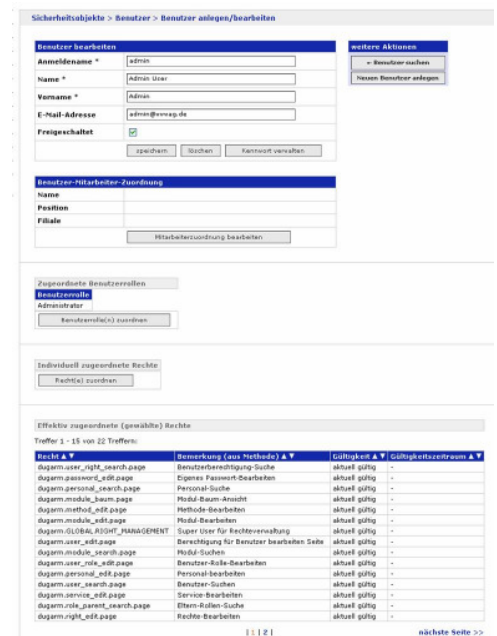 Sicherheitsobjekte > Benutzer > Benutzer anlegen/bearbeiten
Benutzer bearbeiten
Anmeldename * admin
Name * Admin User
Vorname * Admin
E-Mail-Adresse admin@vvwag.de
Freigeschaltet
speichern löschen Kennwort verwalten
weitere Aktionen
← Benutzer suchen
Neuen Benutzer anlegen
Benutzer-Mitarbeiter-Zuordnung
Name
Position
Filiale
Mitarbeiterzuordnung bearbeiten
Zugeordnete Benutzerrollen
Benutzerrolle
Administrator
Benutzerrolle(n) zuordnen
Individuell zugeordnete Rechte
Recht(e) zuordnen
Effektiv zugeordnete (gewählte) Rechte
Treffer 1 - 15 von 22 Treffern:
Recht ▲ ▼ Bemerkung (aus Methode) ▲ ▼ Gültigkeit ▲ ▼ Gültigkeitszeitraum ▲ ▼
dugarm.user_right_search.page Benutzerberechtigung-Suche aktuell gültig -
dugarm.password_edit.page Eigenes Passwort-Bearbeiten aktuell gültig -
dugarm.personal_search.page Personal-Suche aktuell gültig -
dugarm.module_baum.page Modul-Baum-Ansicht aktuell gültig -
dugarm.method_edit.page Methode-Bearbeiten aktuell gültig -
dugarm.module_edit.page Modul-Bearbeiten aktuell gültig -
dugarm.GLOBAL.RIGHT_MANAGEMENT Super User für Rechteverwaltung aktuell gültig -
dugarm.user_edit.page Berechtigung für Benutzer bearbeiten Seite aktuell gültig -
dugarm.module_search.page Modul-Suchen aktuell gültig -
dugarm.user_role_edit.page Benutzer-Rolle-Bearbeiten aktuell gültig -
dugarm.personal_edit.page Personal-bearbeiten aktuell gültig -
dugarm.user_search.page Benutzer-Suchen aktuell gültig -
dugarm.service_edit.page Service-Bearbeiten aktuell gültig -
dugarm.role_parent_search.page Eltern-Rollen-Suche aktuell gültig -
dugarm.right_edit.page Rechte-Bearbeiten aktuell gültig -
| 1 | 2 | nächste Seite >>